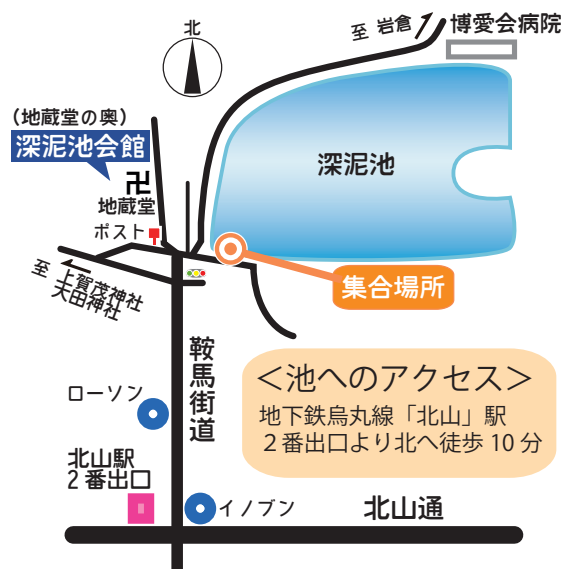 北
至 岩倉
博愛会病院
(地蔵堂の奥)
深泥池会館
卍
地蔵堂
ポスト
深泥池
至 上賀茂神社
大田神社
集合場所
鞍馬街道
ローソン
<池へのアクセス>
地下鉄烏丸線「北山」駅
2番出口より北へ徒歩 10 分
北山駅
2番出口
イノブン
北山通